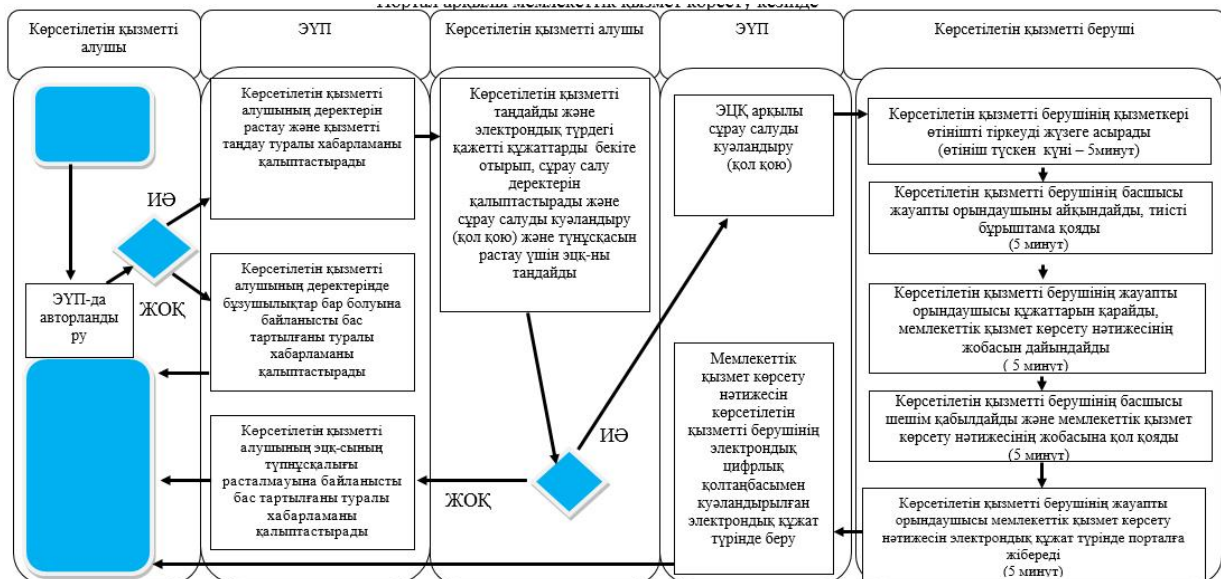 Портал арқылы мемлекеттік қызмет көрсету кезінде
Көрсетілетін қызметті
алушы
ЭҮП
Көрсетілетін қызметті алушы
ЭҮП
Көрсетілетін қызметті беруші
ЭҮП-да
авторланды
ру
ИӘ
ЖОҚ
Көрсетілетін қызметті
алушының деректерін
растау және қызметті
таңдау туралы хабарламаны
қалыптастырады
Көрсетілетін қызметті
алушының деректерінде
бұзушылықтар бар болуына
байланысты бас
тартылғаны туралы
хабарламаны
қалыптастырады
Көрсетілетін қызметті
алушының эцқ-сының
түпнұсқалығы
расталмауына байланысты
бас тартылғаны туралы
хабарламаны
қалыптастырады
Көрсетілетін қызметті
таңдайды және
электрондық түрдегі
қажетті құжаттарды бекіте
отырып, сұрау салу
деректерін
қалыптастырады және
сұрау салуды куәландыру
(қол қою) және түнұсқасын
растау үшін эцқ-ны
таңдайды
ИӘ
ЖОҚ
ЭЦҚ арқылы
сұрау салуды
куәландыру
(қол қою)
Мемлекеттік
қызмет көрсету
нәтижесін
көрсетілетін
қызметті берушінің
электрондық
цифрлық
қолтаңбасымен
куәландырылған
электрондық құжат
түрінде беру
Көрсетілетін қызметті берушінің қызметкері
өтінішті тіркеуді жүзеге асырады
(өтініш түскен күні – 5минут)
Көрсетілетін қызметті берушінің басшысы
жауапты орындаушыны айқындайды, тиісті
бұрыштама қояды
(5 минут)
Көрсетілетін қызметті берушінің жауапты
орындаушысы құжаттарын қарайды,
мемлекеттік қызмет көрсету нәтижесінің
жобасын дайындайды
( 5 минут)
Көрсетілетін қызметті берушінің басшысы
шешім қабылдайды және мемлекеттік қызмет
көрсету нәтижесінің жобасына қол қояды
(5 минут)
Көрсетілетін қызметті берушінің жауапты
орындаушысы мемлекеттік қызмет көрсету
нәтижесін электрондық құжат түрінде порталға
жібереді
(5 минут)